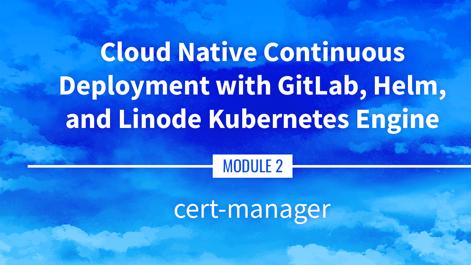 Cloud Native Continuous
Deployment with GitLab, Helm,
and Linode Kubernetes Engine
MODULE 2
cert-manager